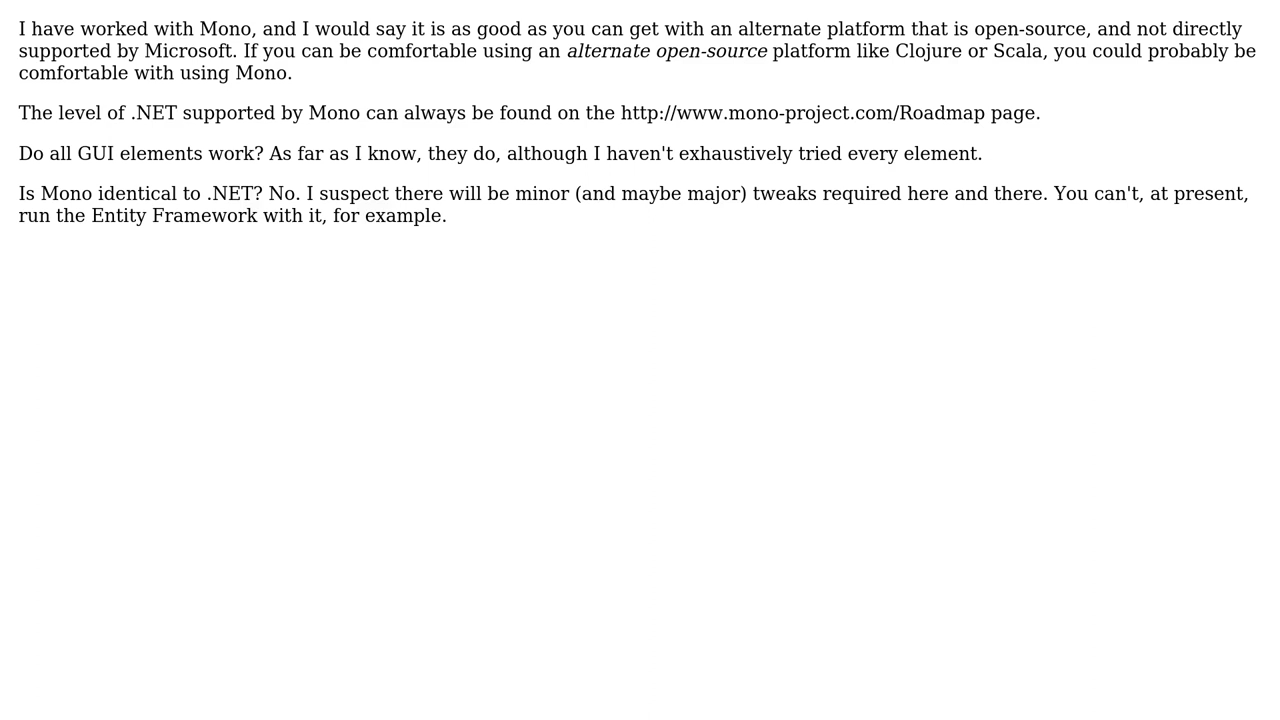 I have worked with Mono, and I would say it is as good as you can get with an alternate platform that is open-source, and not directly
supported by Microsoft. If you can be comfortable using an alternate open-source platform like Clojure or Scala, you could probably be
comfortable with using Mono.
The level of .NET supported by Mono can always be found on the http://www.mono-project.com/Roadmap page.
Do all GUI elements work? As far as I know, they do, although I haven't exhaustively tried every element.
Is Mono identical to .NET? No. I suspect there will be minor (and maybe major) tweaks required here and there. You can't, at present,
run the Entity Framework with it, for example.